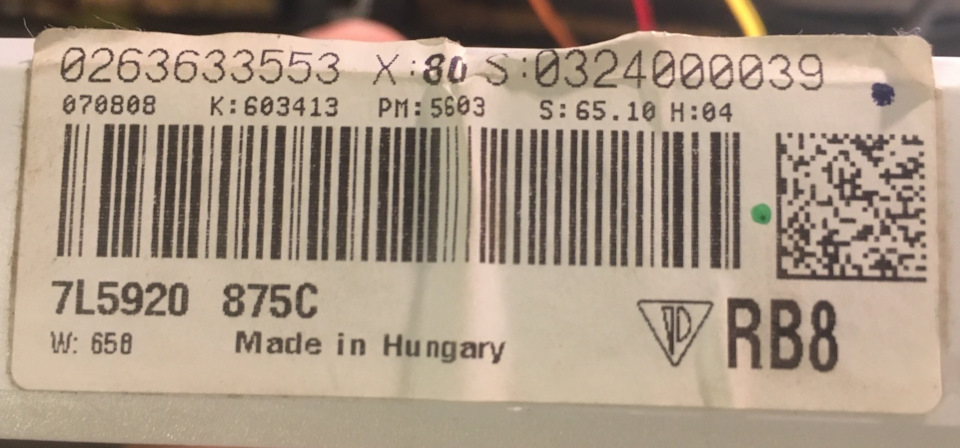 0263633553 X:80 S:0324000039
070808 K:603413 PM:5603 S:65.10 H:04
7L5920 875C
RB8
W: 658 Made in Hungary